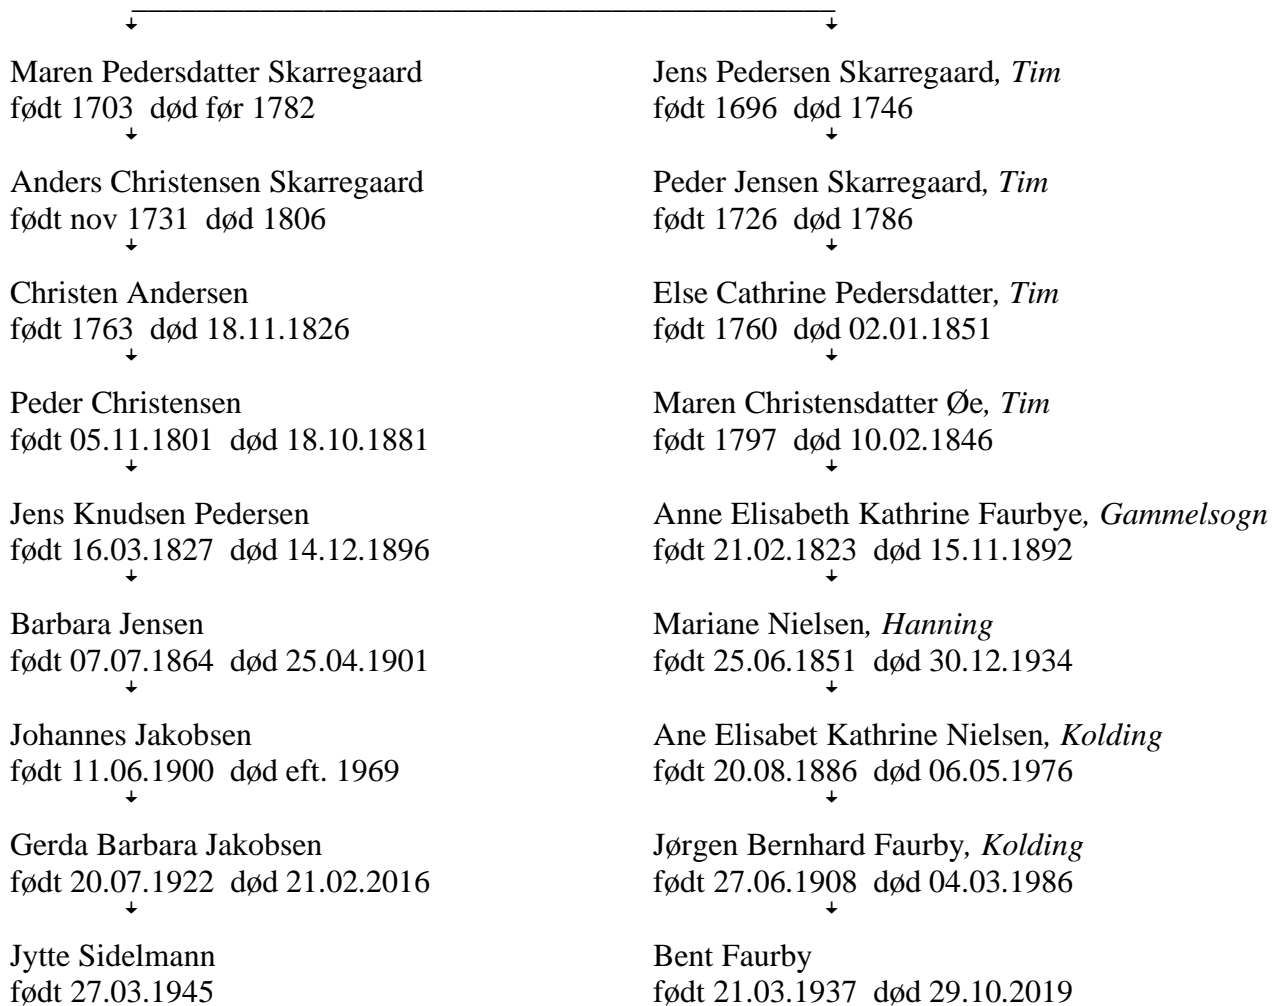 Maren Pedersdatter Skarregaard
født 1703 død før 1782
Anders Christensen Skarregaard
født nov 1731 død 1806
Christen Andersen
født 1763 død 18.11.1826
Peder Christensen
født 05.11.1801 død 18.10.1881
Jens Knudsen Pedersen
født 16.03.1827 død 14.12.1896
Barbara Jensen
født 07.07.1864 død 25.04.1901
Johannes Jakobsen
født 11.06.1900 død eft. 1969
Gerda Barbara Jakobsen
født 20.07.1922 død 21.02.2016
Jytte Sidelmann
født 27.03.1945
Jens Pedersen Skarregaard, Tim
født 1696 død 1746
Peder Jensen Skarregaard, Tim
født 1726 død 1786
Else Cathrine Pedersdatter, Tim
født 1760 død 02.01.1851
Maren Christensdatter Øe, Tim
født 1797 død 10.02.1846
Anne Elisabeth Kathrine Faurbye, Gammelsogn
født 21.02.1823 død 15.11.1892
Mariane Nielsen, Hanning
født 25.06.1851 død 30.12.1934
Ane Elisabet Kathrine Nielsen, Kolding
født 20.08.1886 død 06.05.1976
Jørgen Bernhard Faurby, Kolding
født 27.06.1908 død 04.03.1986
Bent Faurby
født 21.03.1937 død 29.10.2019